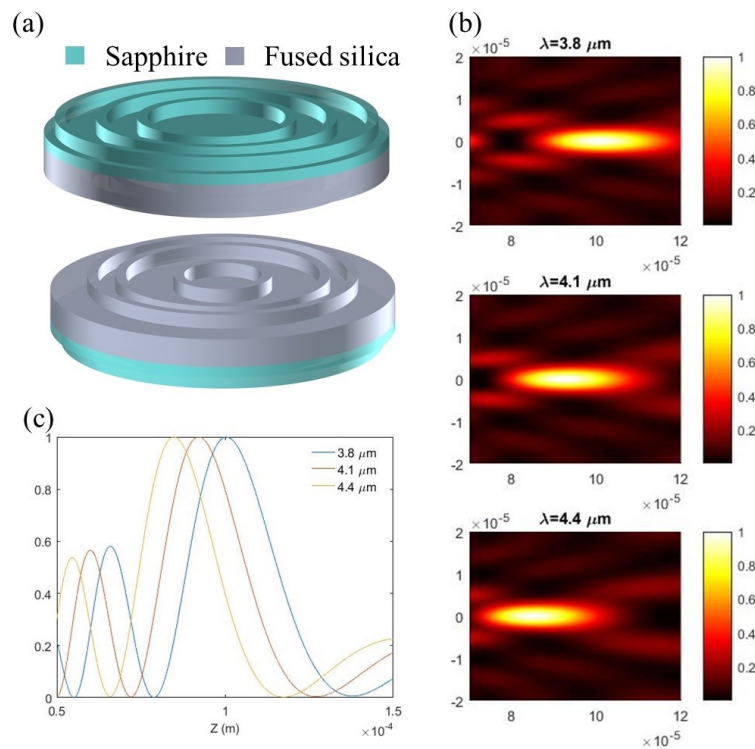 (a)
Sapphire Fused silica
(b)
×10⁻⁵ λ=3.8 μm
2
1
0
-1
-2
8 10 12
×10⁻⁵
1
0.8
0.6
0.4
0.2
×10⁻⁵ λ=4.1 μm
2
1
0
-1
-2
8 10 12
×10⁻⁵
1
0.8
0.6
0.4
0.2
×10⁻⁵ λ=4.4 μm
2
1
0
-1
-2
8 10 12
×10⁻⁵
1
0.8
0.6
0.4
0.2
(c)
1
0.8
0.6
0.4
0.2
0
0.5 1 1.5
Z (m) ×10⁻⁴
3.8 μm
4.1 μm
4.4 μm